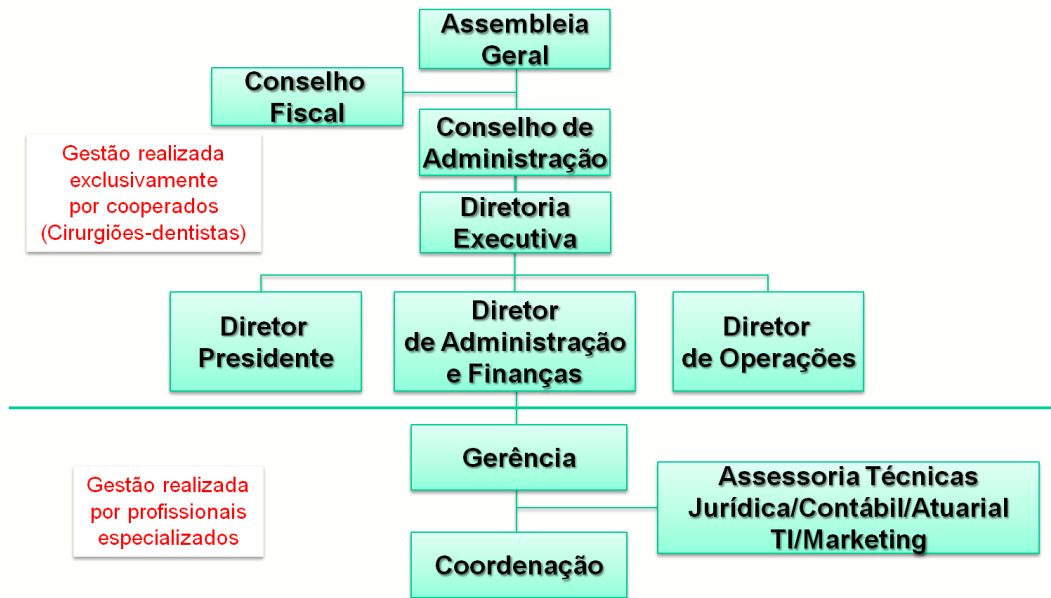 Assembleia
Geral
Conselho
Fiscal
Conselho de
Administração
Gestão realizada
exclusivamente
por cooperados
(Cirurgiões-dentistas)
Diretoria
Executiva
Diretor
Presidente
Diretor
de Administração
e Finanças
Diretor
de Operações
Gerência
Gestão realizada
por profissionais
especializados
Assessoria Técnicas
Jurídica/Contábil/Atuarial
TI/Marketing
Coordenação